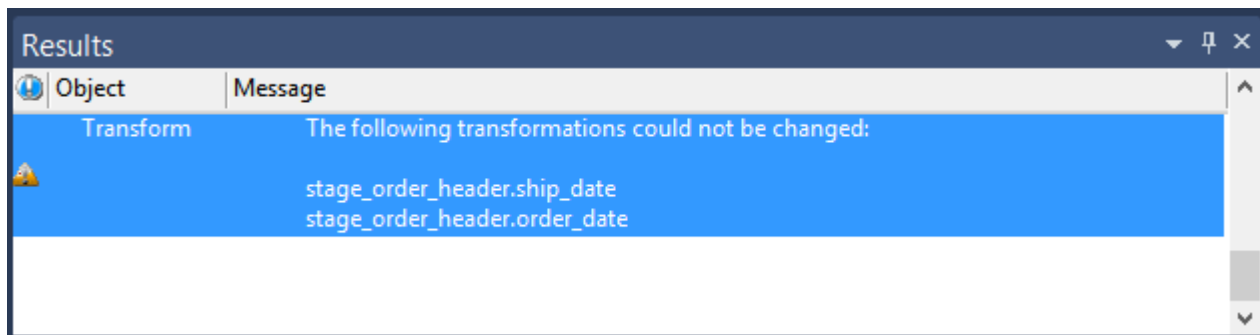 Results
Object Message
Transform The following transformations could not be changed:
stage_order_header.ship_date
stage_order_header.order_date